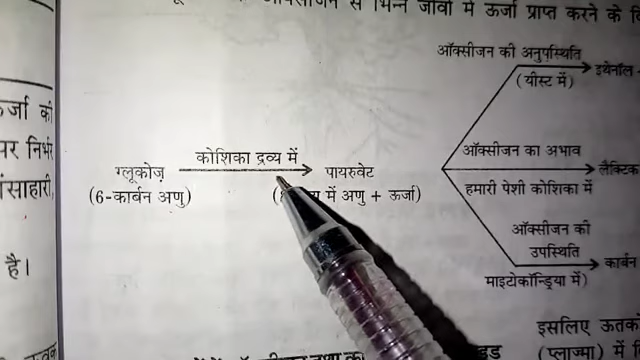 ऑक्सीजन से भिन्न जीवों में ऊर्जा प्राप्त करने के
ऑक्सीजन की अनुपस्थिति
इथेनॉल
(यीस्ट में)
र्जा की
पर निर्भर
ांसाहारी,
है।
कोशिका द्रव्य में
ग्लूकोज़
पायरुवेट
(6-कार्बन अणु)
में अणु + ऊर्जा)
ऑक्सीजन का अभाव
लैक्टिक
हमारी पेशी कोशिका में
ऑक्सीजन की
उपस्थिति
कार्बन
माइटोकॉन्ड्रिया में)
इसलिए ऊतकों
(प्लाज्मा) में